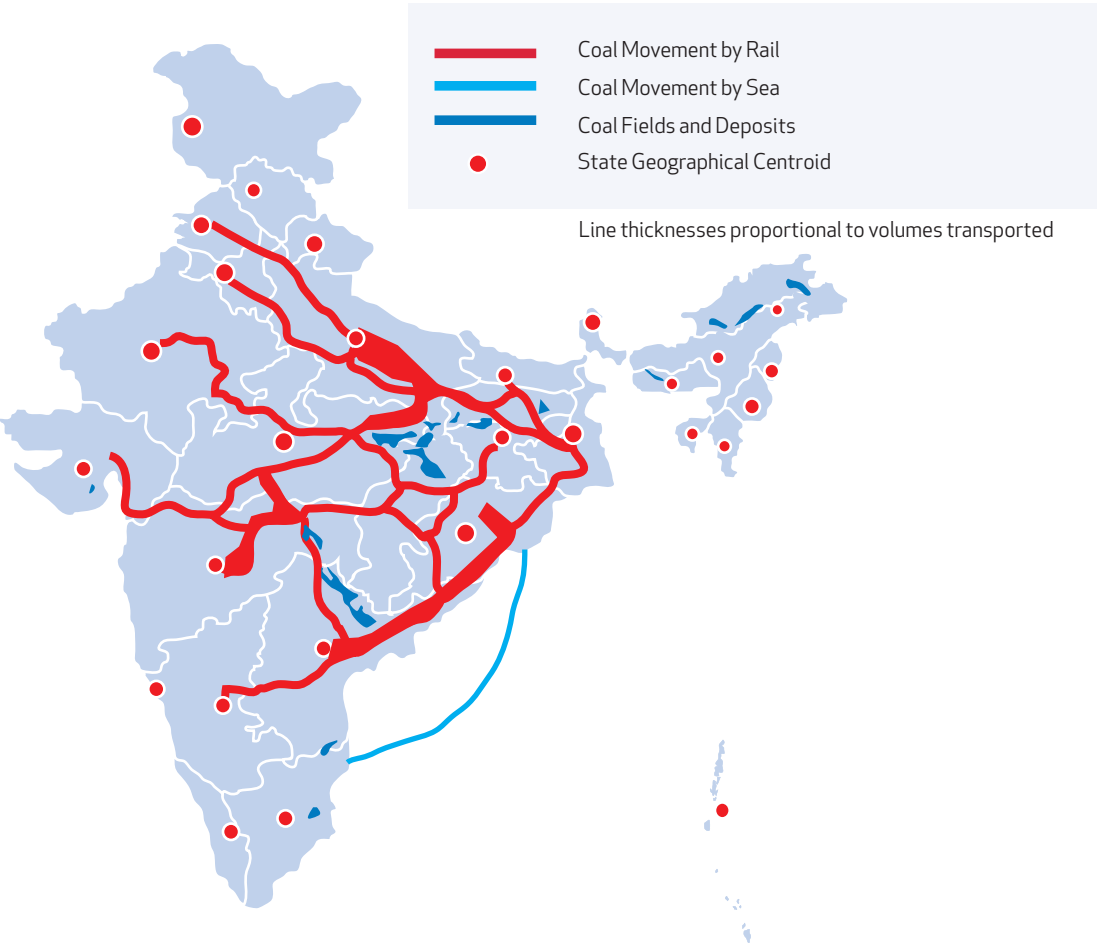 Coal Movement by Rail
Coal Movement by Sea
Coal Fields and Deposits
State Geographical Centroid
Line thicknesses proportional to volumes transported